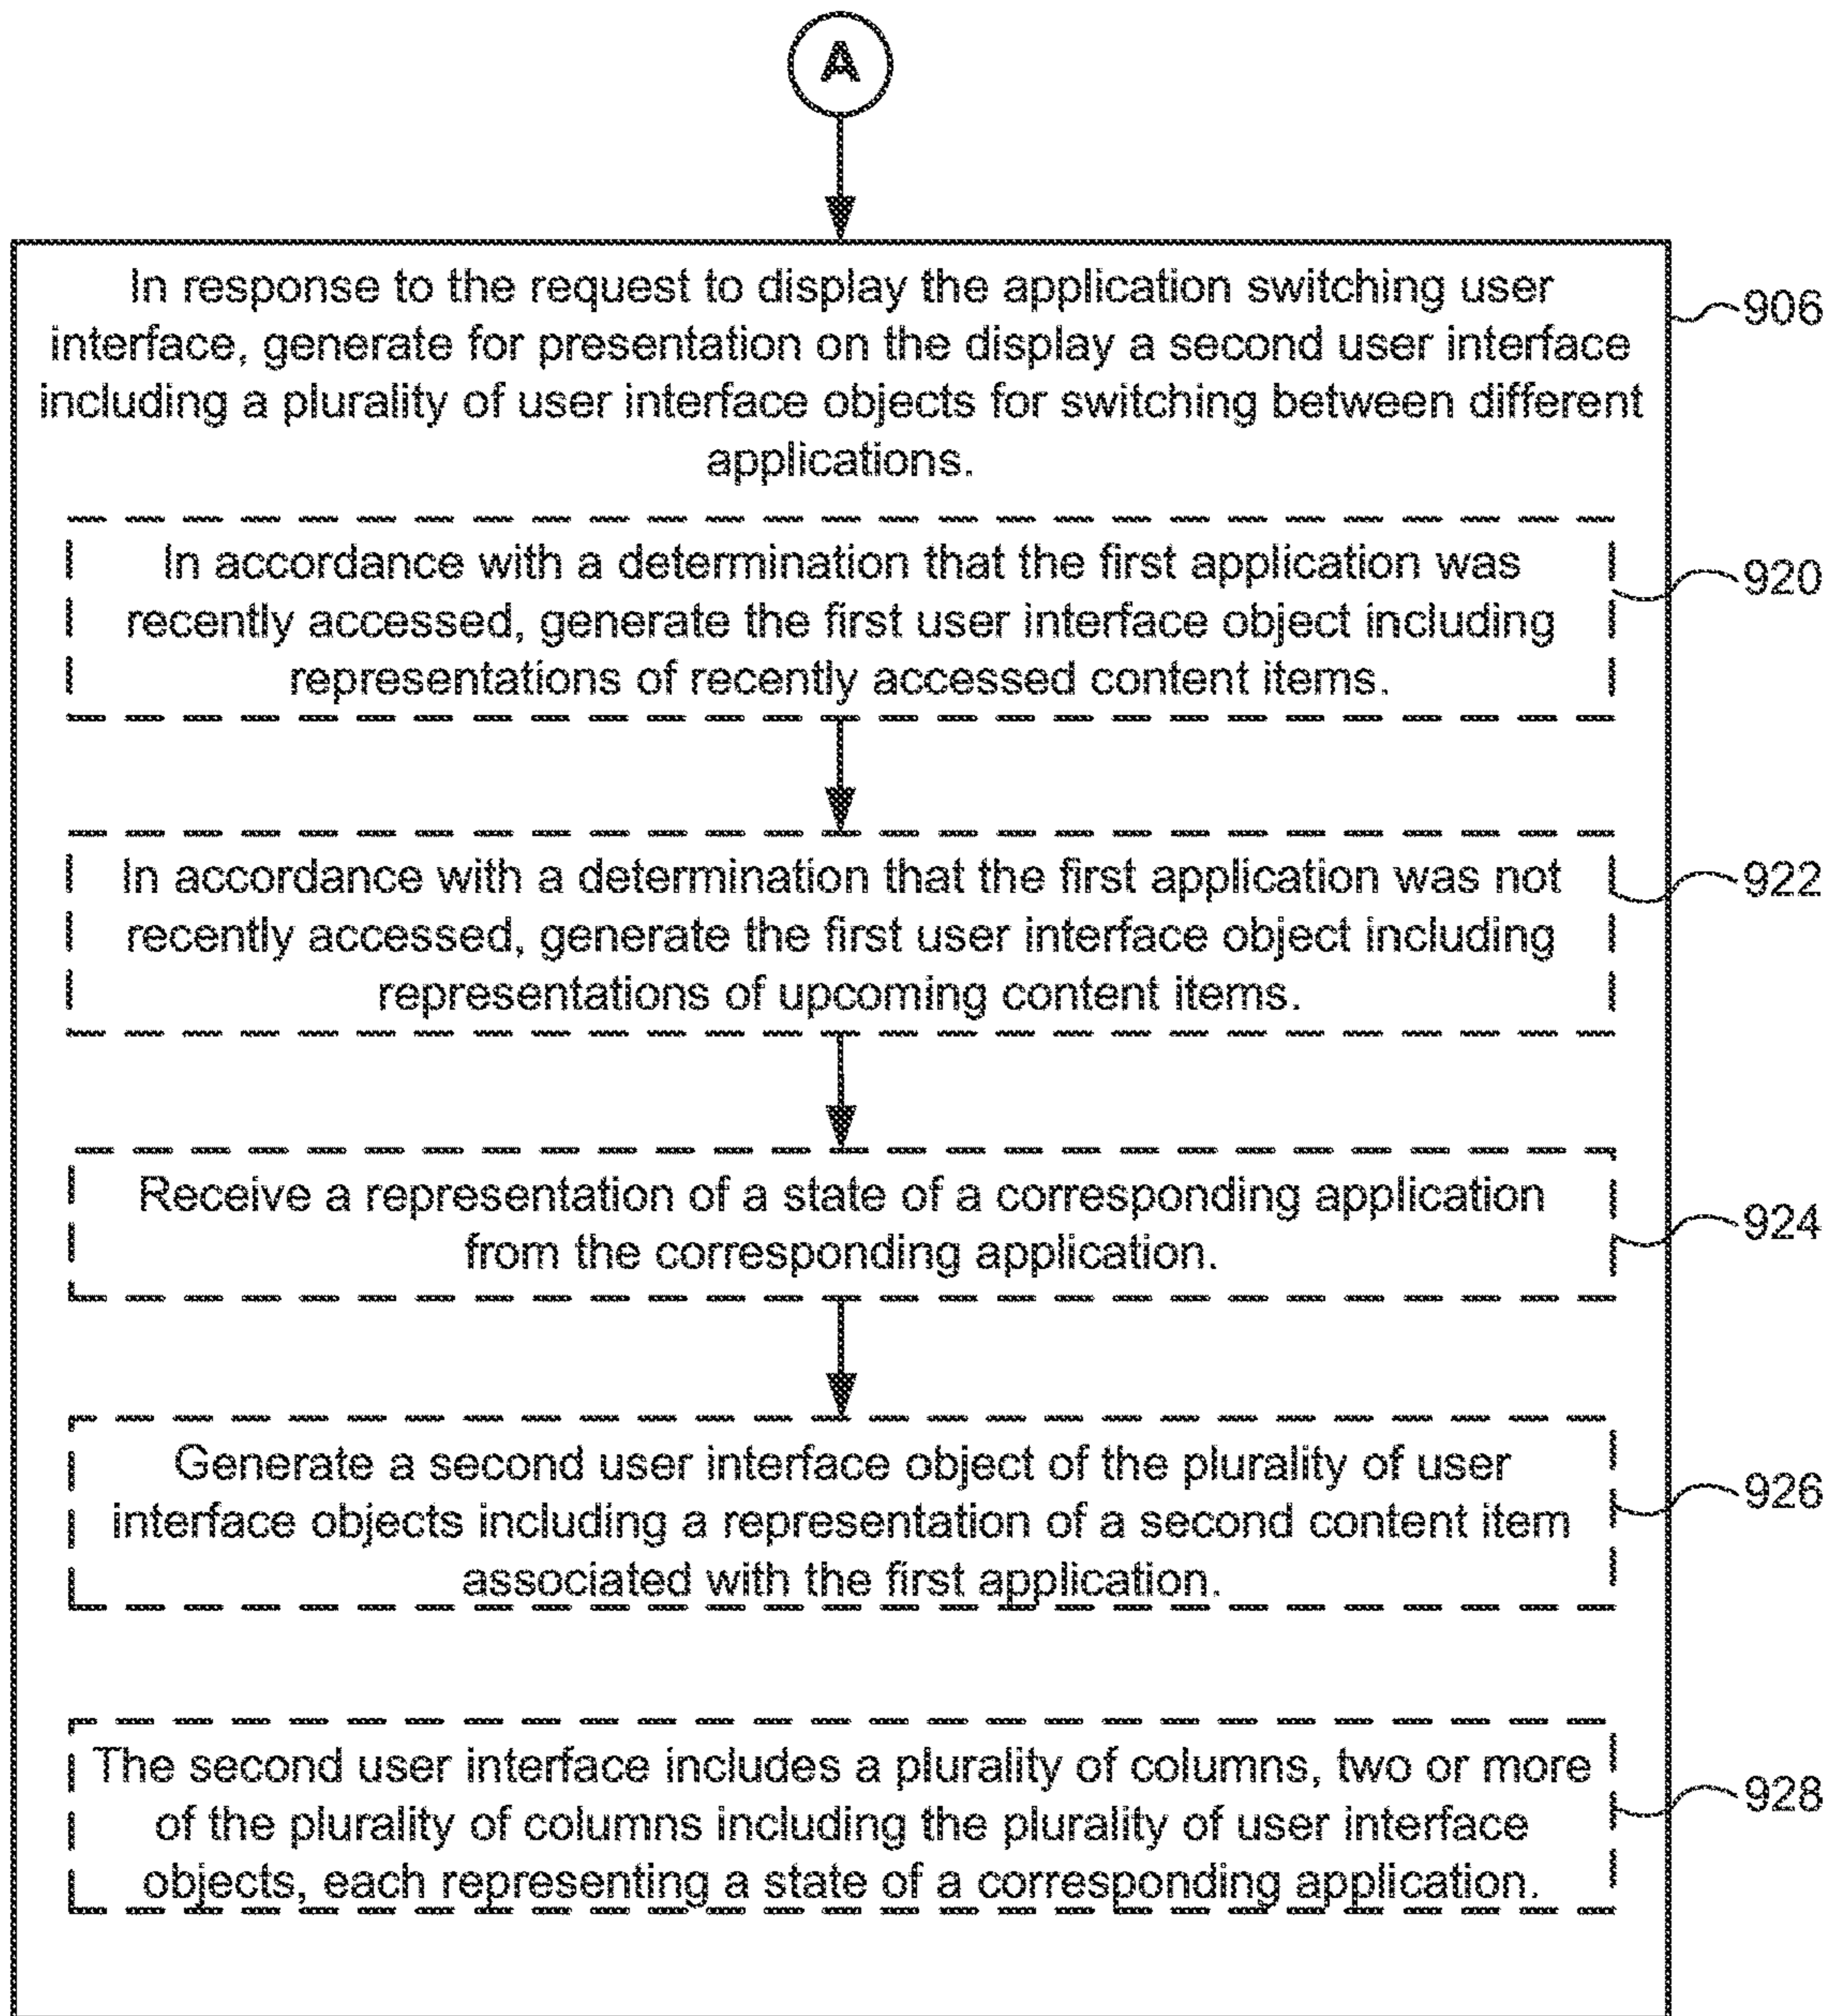 A
In response to the request to display the application switching user
interface, generate for presentation on the display a second user interface
including a plurality of user interface objects for switching between different
applications.
906
In accordance with a determination that the first application was
recently accessed, generate the first user interface object including
representations of recently accessed content items.
920
In accordance with a determination that the first application was not
recently accessed, generate the first user interface object including
representations of upcoming content items.
922
Receive a representation of a state of a corresponding application
from the corresponding application.
924
Generate a second user interface object of the plurality of user
interface objects including a representation of a second content item
associated with the first application.
926
The second user interface includes a plurality of columns, two or more
of the plurality of columns including the plurality of user interface
objects, each representing a state of a corresponding application.
928